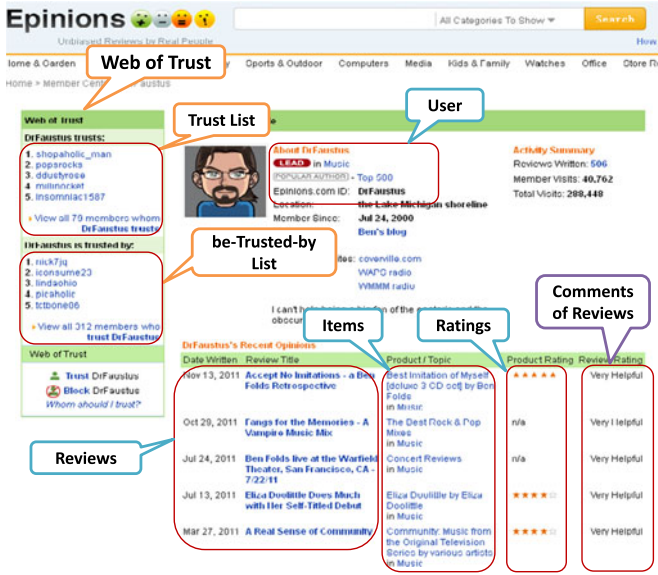 Epinions
All Categories To Show
Search
Unbiased Reviews by Real People
How
Home & Garden
Sports & Outdoor Computers Media Kids & Family Watches Office Store
Home > Member Center
Faustus
Web of Trust
Web of Trust
DrFaustus trusts:
1. shopaholic_man
2. popsrocks
3. ddustyrose
4. millinocket
5. insomniac1587
View all 79 members whom
DrFaustus trusts
Trust List
DrFaustus is trusted by:
1. nick7jq
2. iconsume23
3. lindaohio
4. picaholic
5. tctbone06
View all 312 members who
trust DrFaustus
be-Trusted-by
List
Web of Trust
Trust DrFaustus
Block DrFaustus
Whom should I trust?
User
About DrFaustus
LEAD in Music
POPULAR AUTHOR - Top 500
Epinions.com ID: DrFaustus
Location: the Lake Michigan shoreline
Member Since: Jul 24, 2000
Ben's blog
coverville.com
WAPS radio
WMMM radio
Activity Summary
Reviews Written: 506
Member Visits: 40,762
Total Visits: 288,448
I can't help being a big fan of the
obscur
Items
Ratings
Comments
of Reviews
DrFaustus's Recent Opinions
Date Written Review Title Product / Topic Product Rating Review Rating
Nov 13, 2011 Accept No Imitations - a Ben Best Imitation of Myself Very Helpful
Folds Retrospective [deluxe 3 CD set] by Ben
Folds
in Music
Oct 29, 2011 Fangs for the Memories - A The Best Rock & Pop n/a Very Helpful
Vampire Music Mix Mixes
in Music
Jul 24, 2011 Ben Folds live at the Warfield Concert Reviews n/a Very Helpful
Theater, San Francisco, CA - in Music
7/22/11
Jul 13, 2011 Eliza Doolittle Does Much Eliza Doolittle by Eliza Very Helpful
with Her Self-Titled Debut Doolittle
in Music
Mar 27, 2011 A Real Sense of Community Community: Music from Very Helpful
the Original Television
Series by various artists
in Music
Reviews